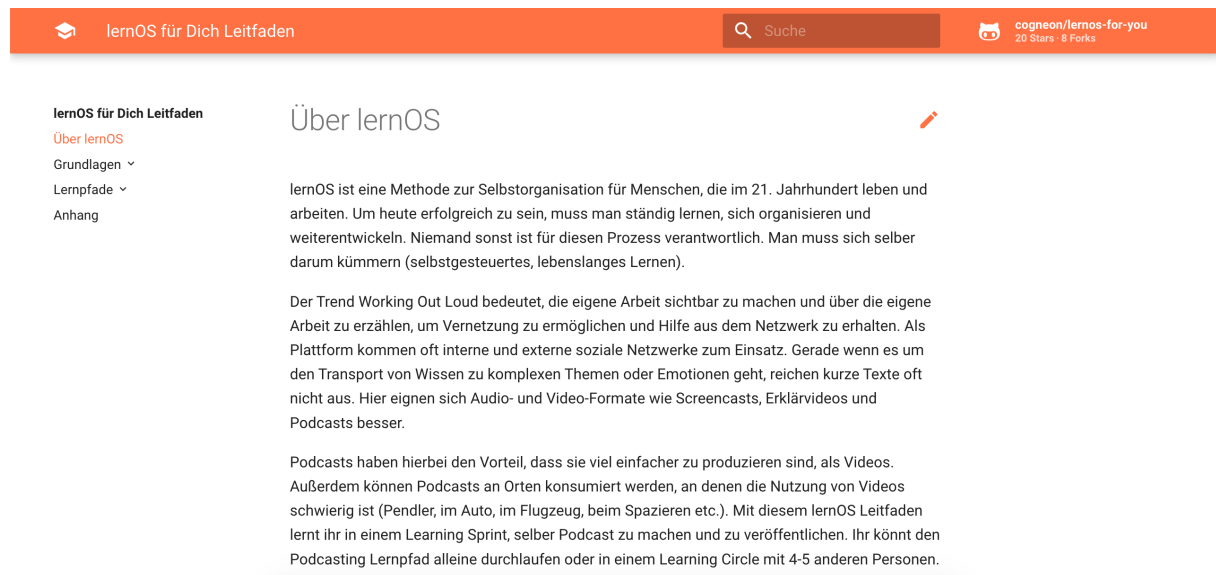 lernOS für Dich Leitfaden
Suche
cogneon/lernos-for-you
20 Stars · 8 Forks
lernOS für Dich Leitfaden
Über lernOS
Grundlagen
Lernpfade
Anhang
Über lernOS
lernOS ist eine Methode zur Selbstorganisation für Menschen, die im 21. Jahrhundert leben und
arbeiten. Um heute erfolgreich zu sein, muss man ständig lernen, sich organisieren und
weiterentwickeln. Niemand sonst ist für diesen Prozess verantwortlich. Man muss sich selber
darum kümmern (selbstgesteuertes, lebenslanges Lernen).
Der Trend Working Out Loud bedeutet, die eigene Arbeit sichtbar zu machen und über die eigene
Arbeit zu erzählen, um Vernetzung zu ermöglichen und Hilfe aus dem Netzwerk zu erhalten. Als
Plattform kommen oft interne und externe soziale Netzwerke zum Einsatz. Gerade wenn es um
den Transport von Wissen zu komplexen Themen oder Emotionen geht, reichen kurze Texte oft
nicht aus. Hier eignen sich Audio- und Video-Formate wie Screencasts, Erklärvideos und
Podcasts besser.
Podcasts haben hierbei den Vorteil, dass sie viel einfacher zu produzieren sind, als Videos.
Außerdem können Podcasts an Orten konsumiert werden, an denen die Nutzung von Videos
schwierig ist (Pendler, im Auto, im Flugzeug, beim Spazieren etc.). Mit diesem lernOS Leitfaden
lernt ihr in einem Learning Sprint, selber Podcast zu machen und zu veröffentlichen. Ihr könnt den
Podcasting Lernpfad alleine durchlaufen oder in einem Learning Circle mit 4-5 anderen Personen.